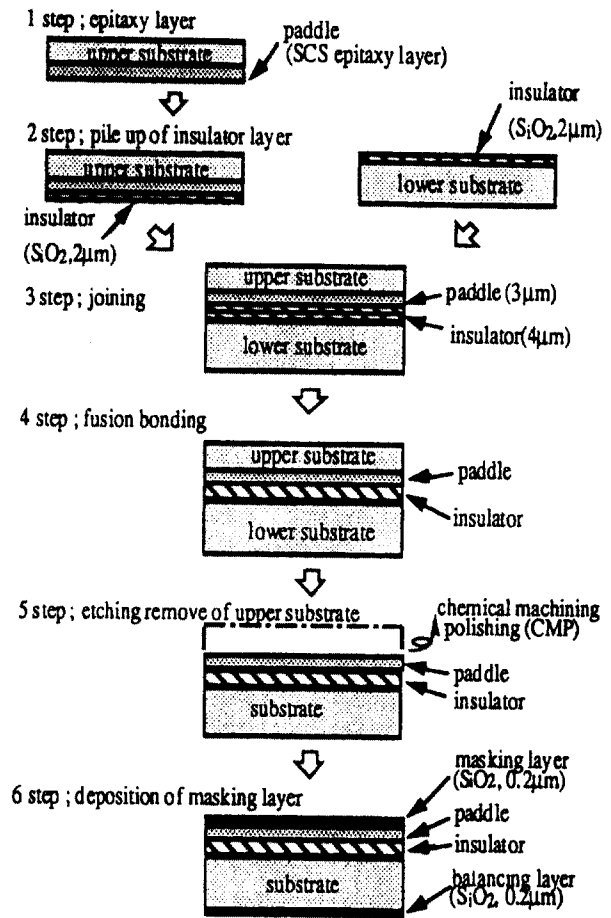 1 step ; epitaxy layer
paddle
(SCS epitaxy layer)
upper substrate
2 step ; pile up of insulator layer
upper substrate
insulator
(SiO2,2μm)
insulator
(SiO2,2μm)
lower substrate
3 step ; joining
upper substrate
paddle (3μm)
insulator(4μm)
lower substrate
4 step ; fusion bonding
upper substrate
paddle
insulator
lower substrate
5 step ; etching remove of upper substrate
chemical machining
polishing (CMP)
paddle
insulator
substrate
6 step ; deposition of masking layer
masking layer
(SiO2, 0.2μm)
paddle
insulator
substrate
balancing layer
(SiO2, 0.2μm)